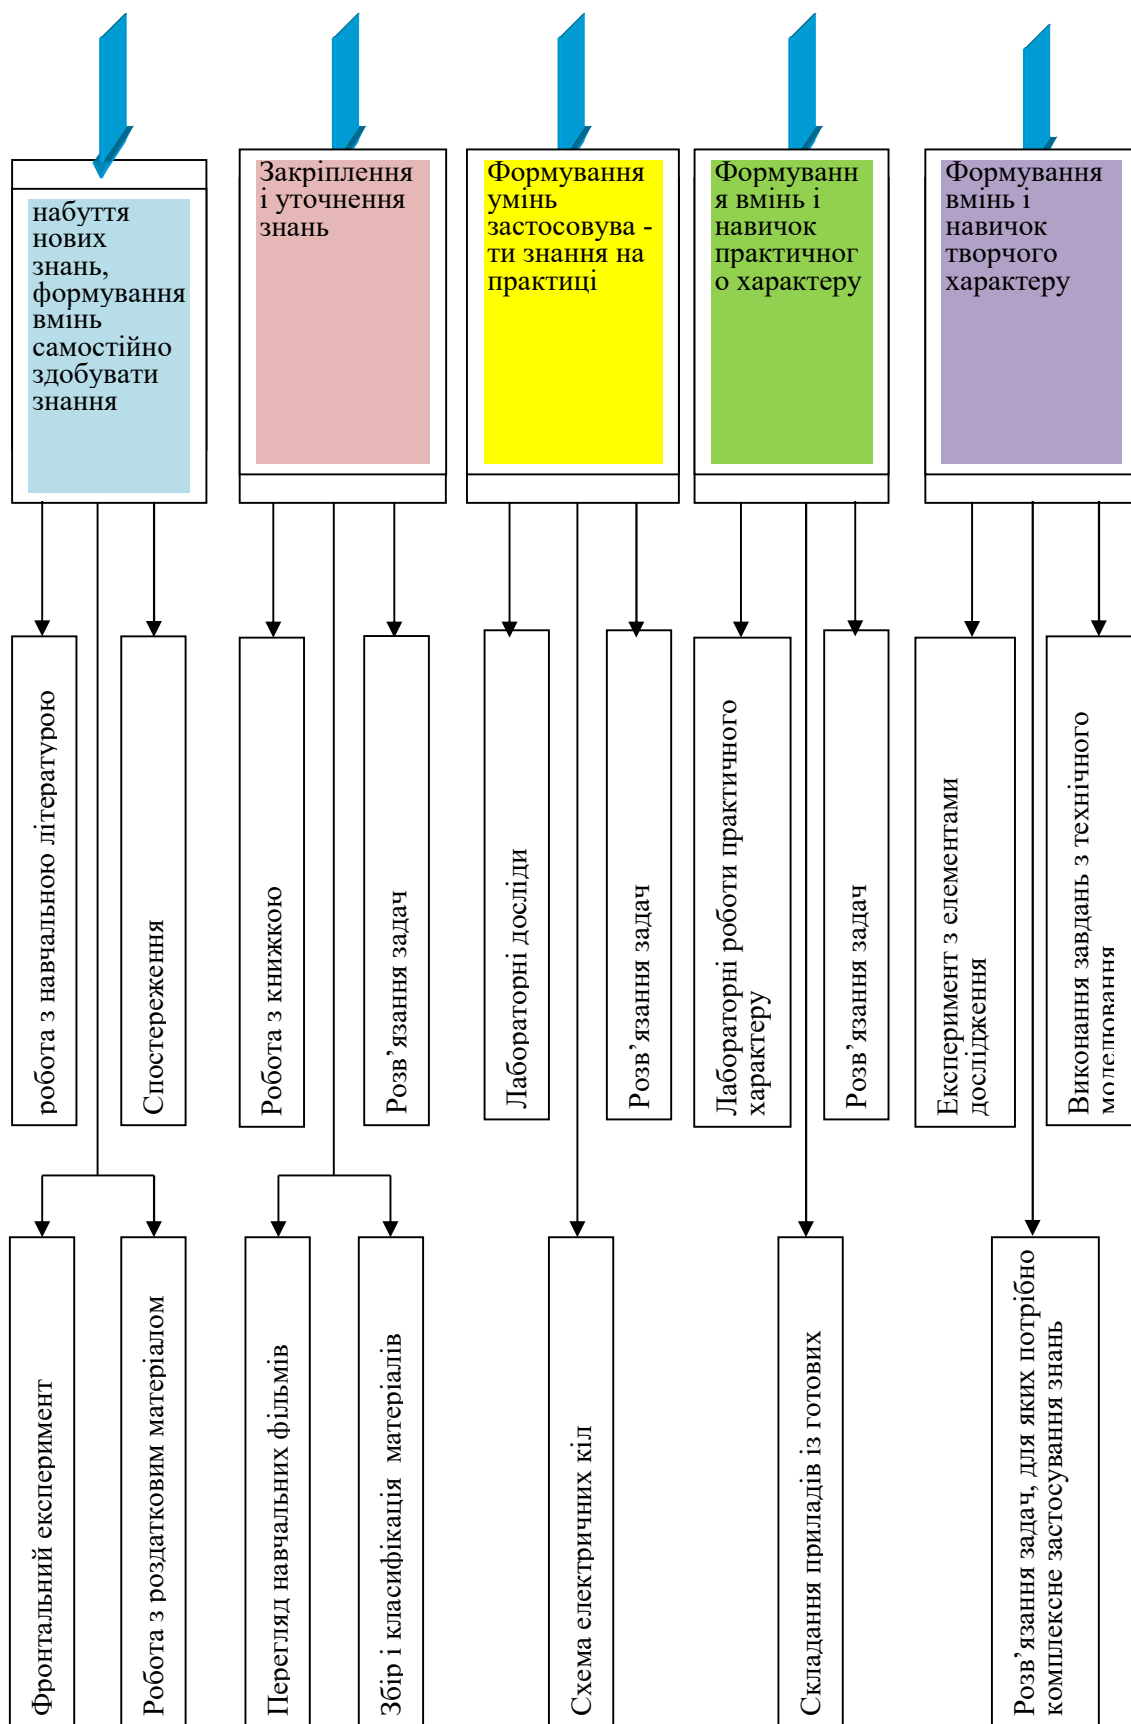 набуття
нових
знань,
формування
вмінь
самостійно
здобувати
знання
Закріплення
і уточнення
знань
Формування
умінь
застосовува -
ти знання на
практиці
Формуванн
я вмінь і
навичок
практичног
о характеру
Формування
вмінь і
навичок
творчого
характеру
робота з навчальною літературою
Спостереження
Робота з книжкою
Розв’язання задач
Лабораторні досліди
Розв’язання задач
Лабораторні роботи практичного
характеру
Розв’язання задач
Експеримент з елементами
дослідження
Виконання завдань з технічного
моделювання
Фронтальний експеримент
Робота з роздатковим матеріалом
Перегляд навчальних фільмів
Збір і класифікація матеріалів
Схема електричних кіл
Складання приладів із готових
Розв’язання задач, для яких потрібно
комплексне застосування знань